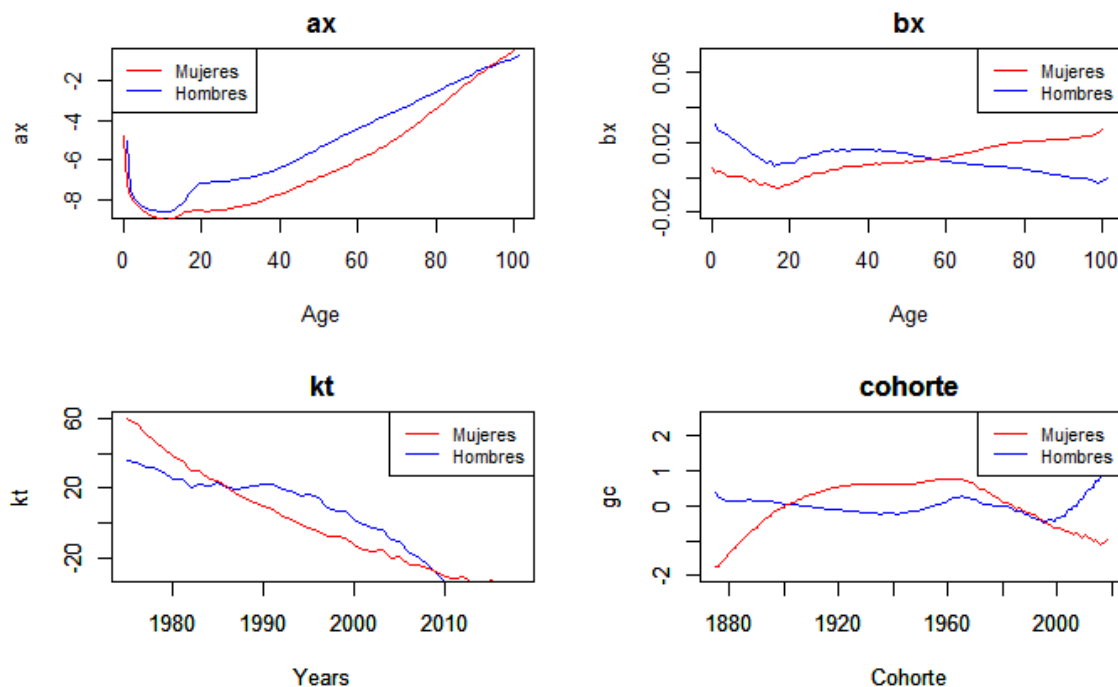 ax
Mujeres
Hombres
ax
-2
-4
-6
-8
0 20 40 60 80 100
Age
bx
Mujeres
Hombres
bx
0.06
0.02
-0.02
0 20 40 60 80 100
Age
kt
Mujeres
Hombres
kt
60
20
-20
1980 1990 2000 2010
Years
cohorte
Mujeres
Hombres
gc
2
1
0
-2
1880 1920 1960 2000
Cohorte